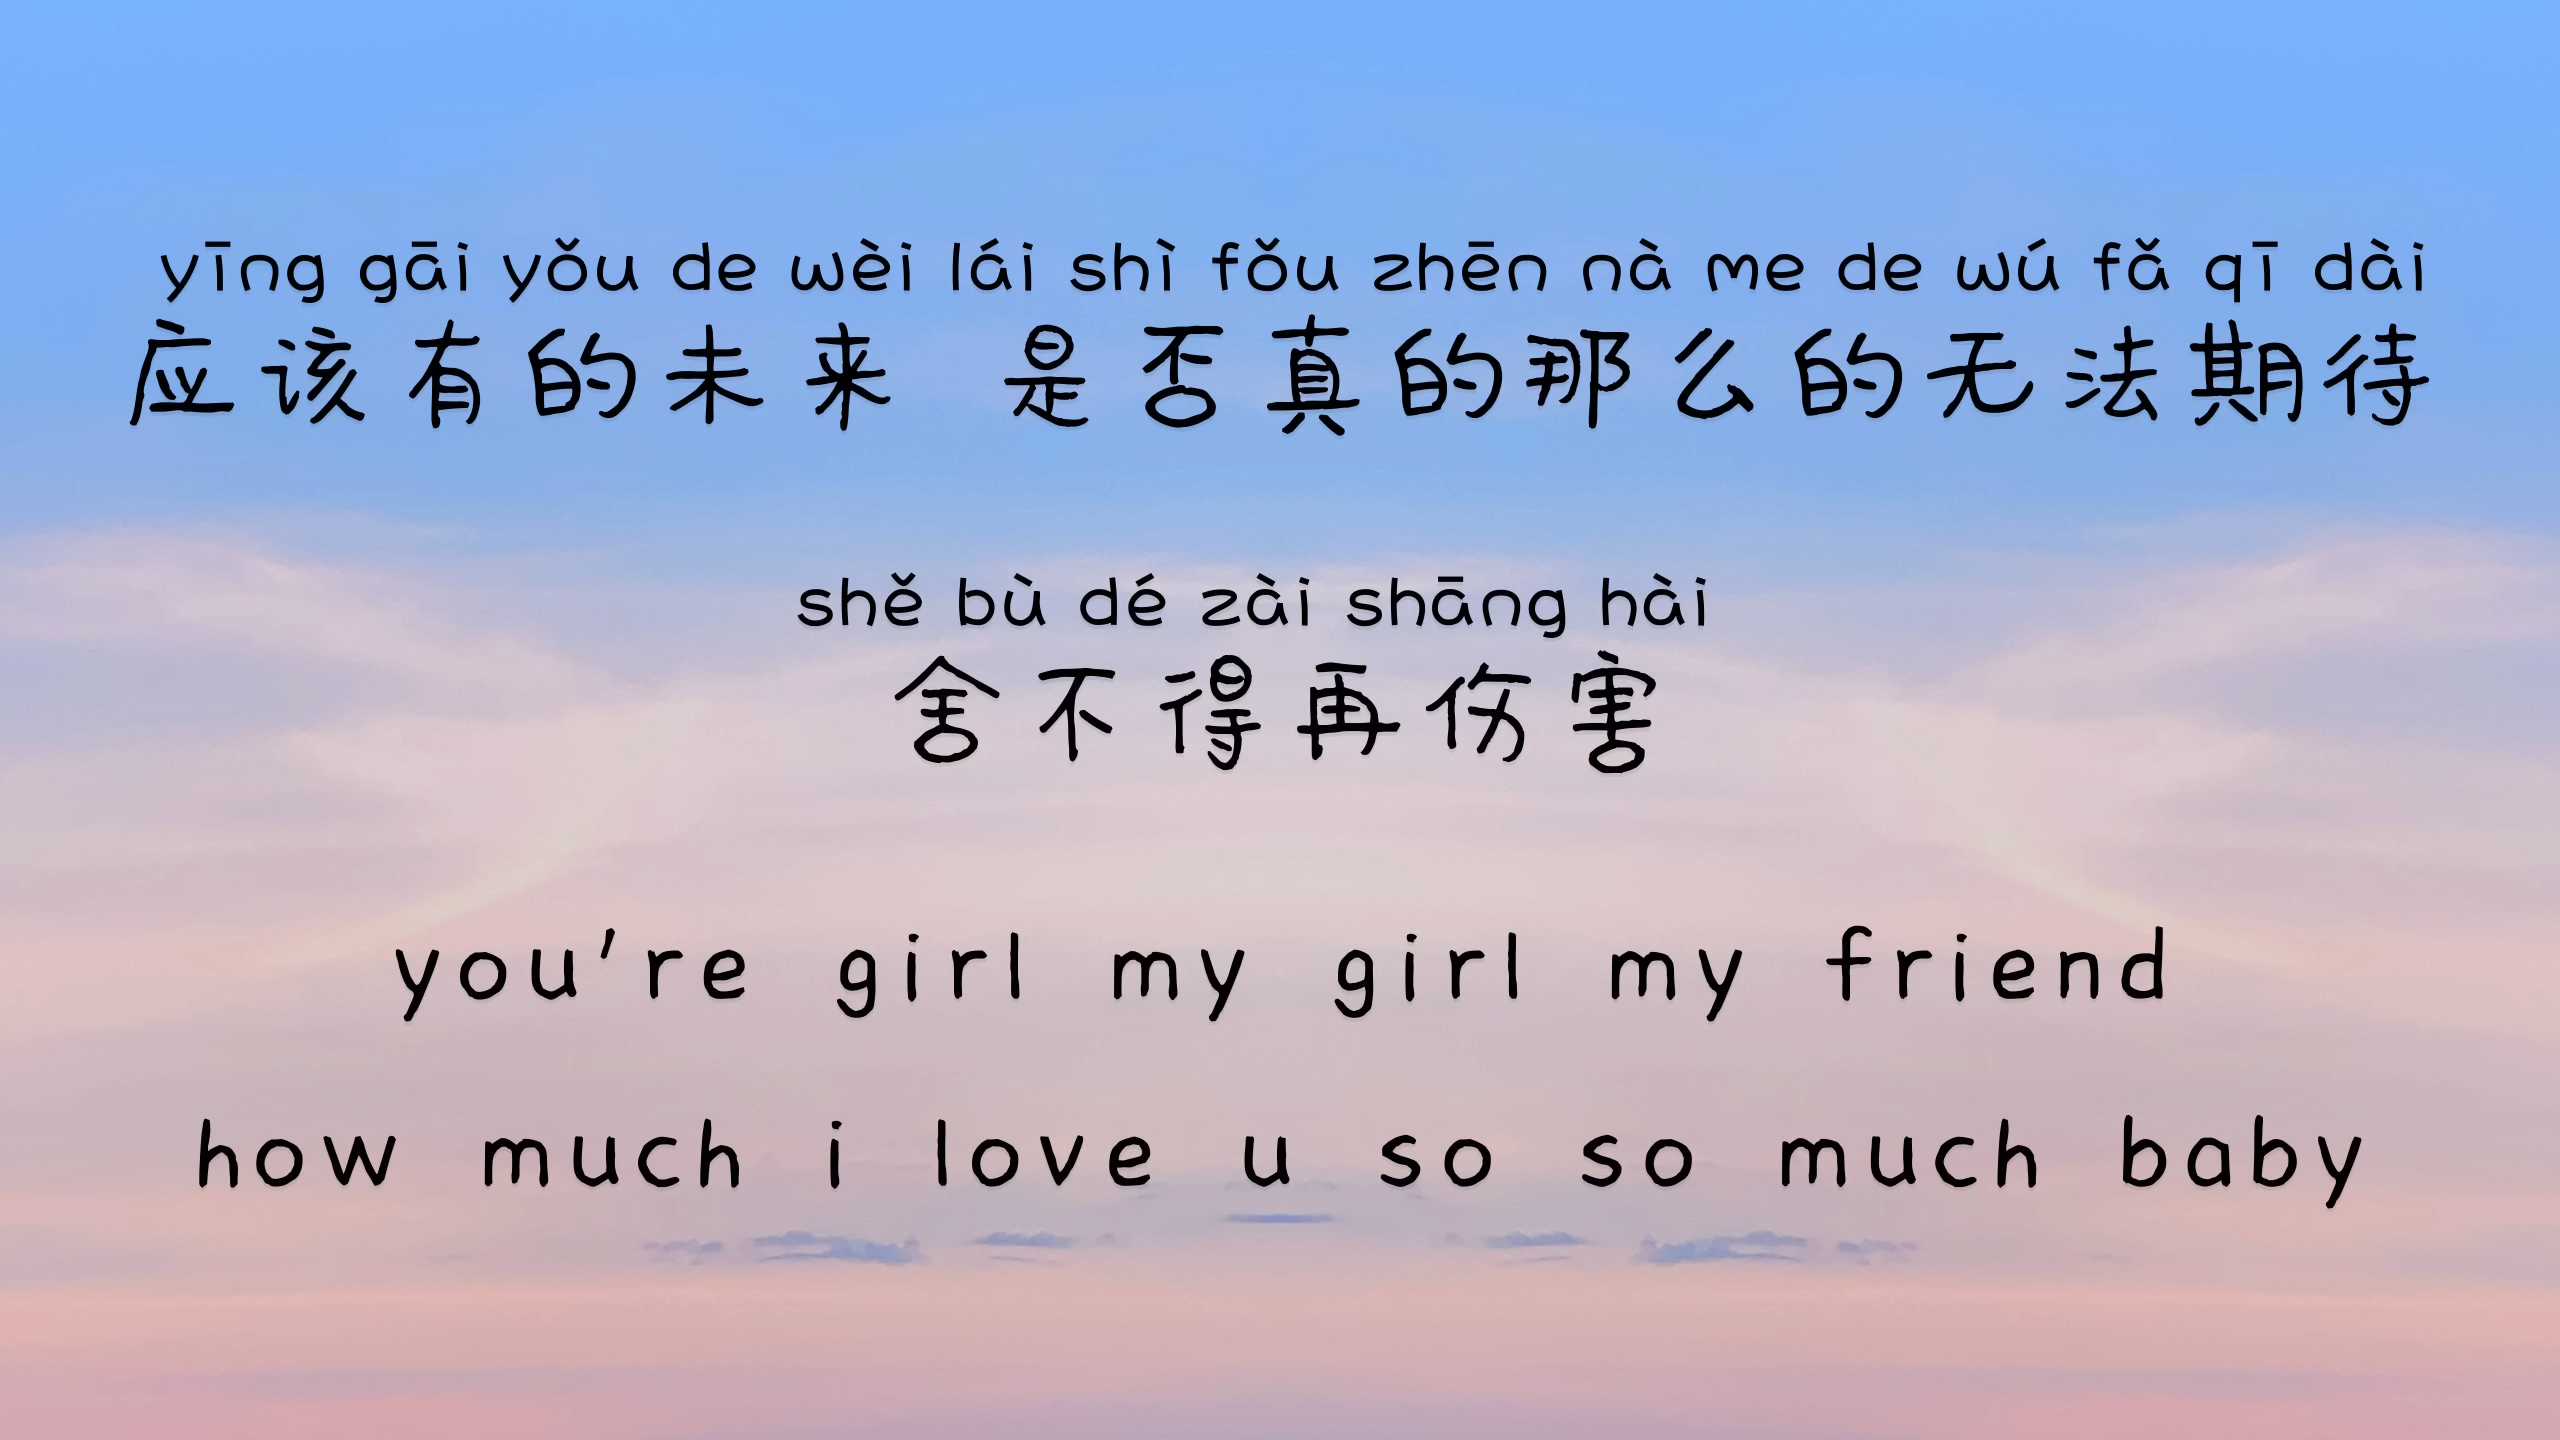 yīng gāi yǒu de wèi lái shì fǒu zhēn nà me de wú fǎ qī dài
应该有的未来 是否真的那么的无法期待
shě bù dé zài shāng hài
舍不得再伤害
you're girl my girl my friend
how much i love u so so much baby